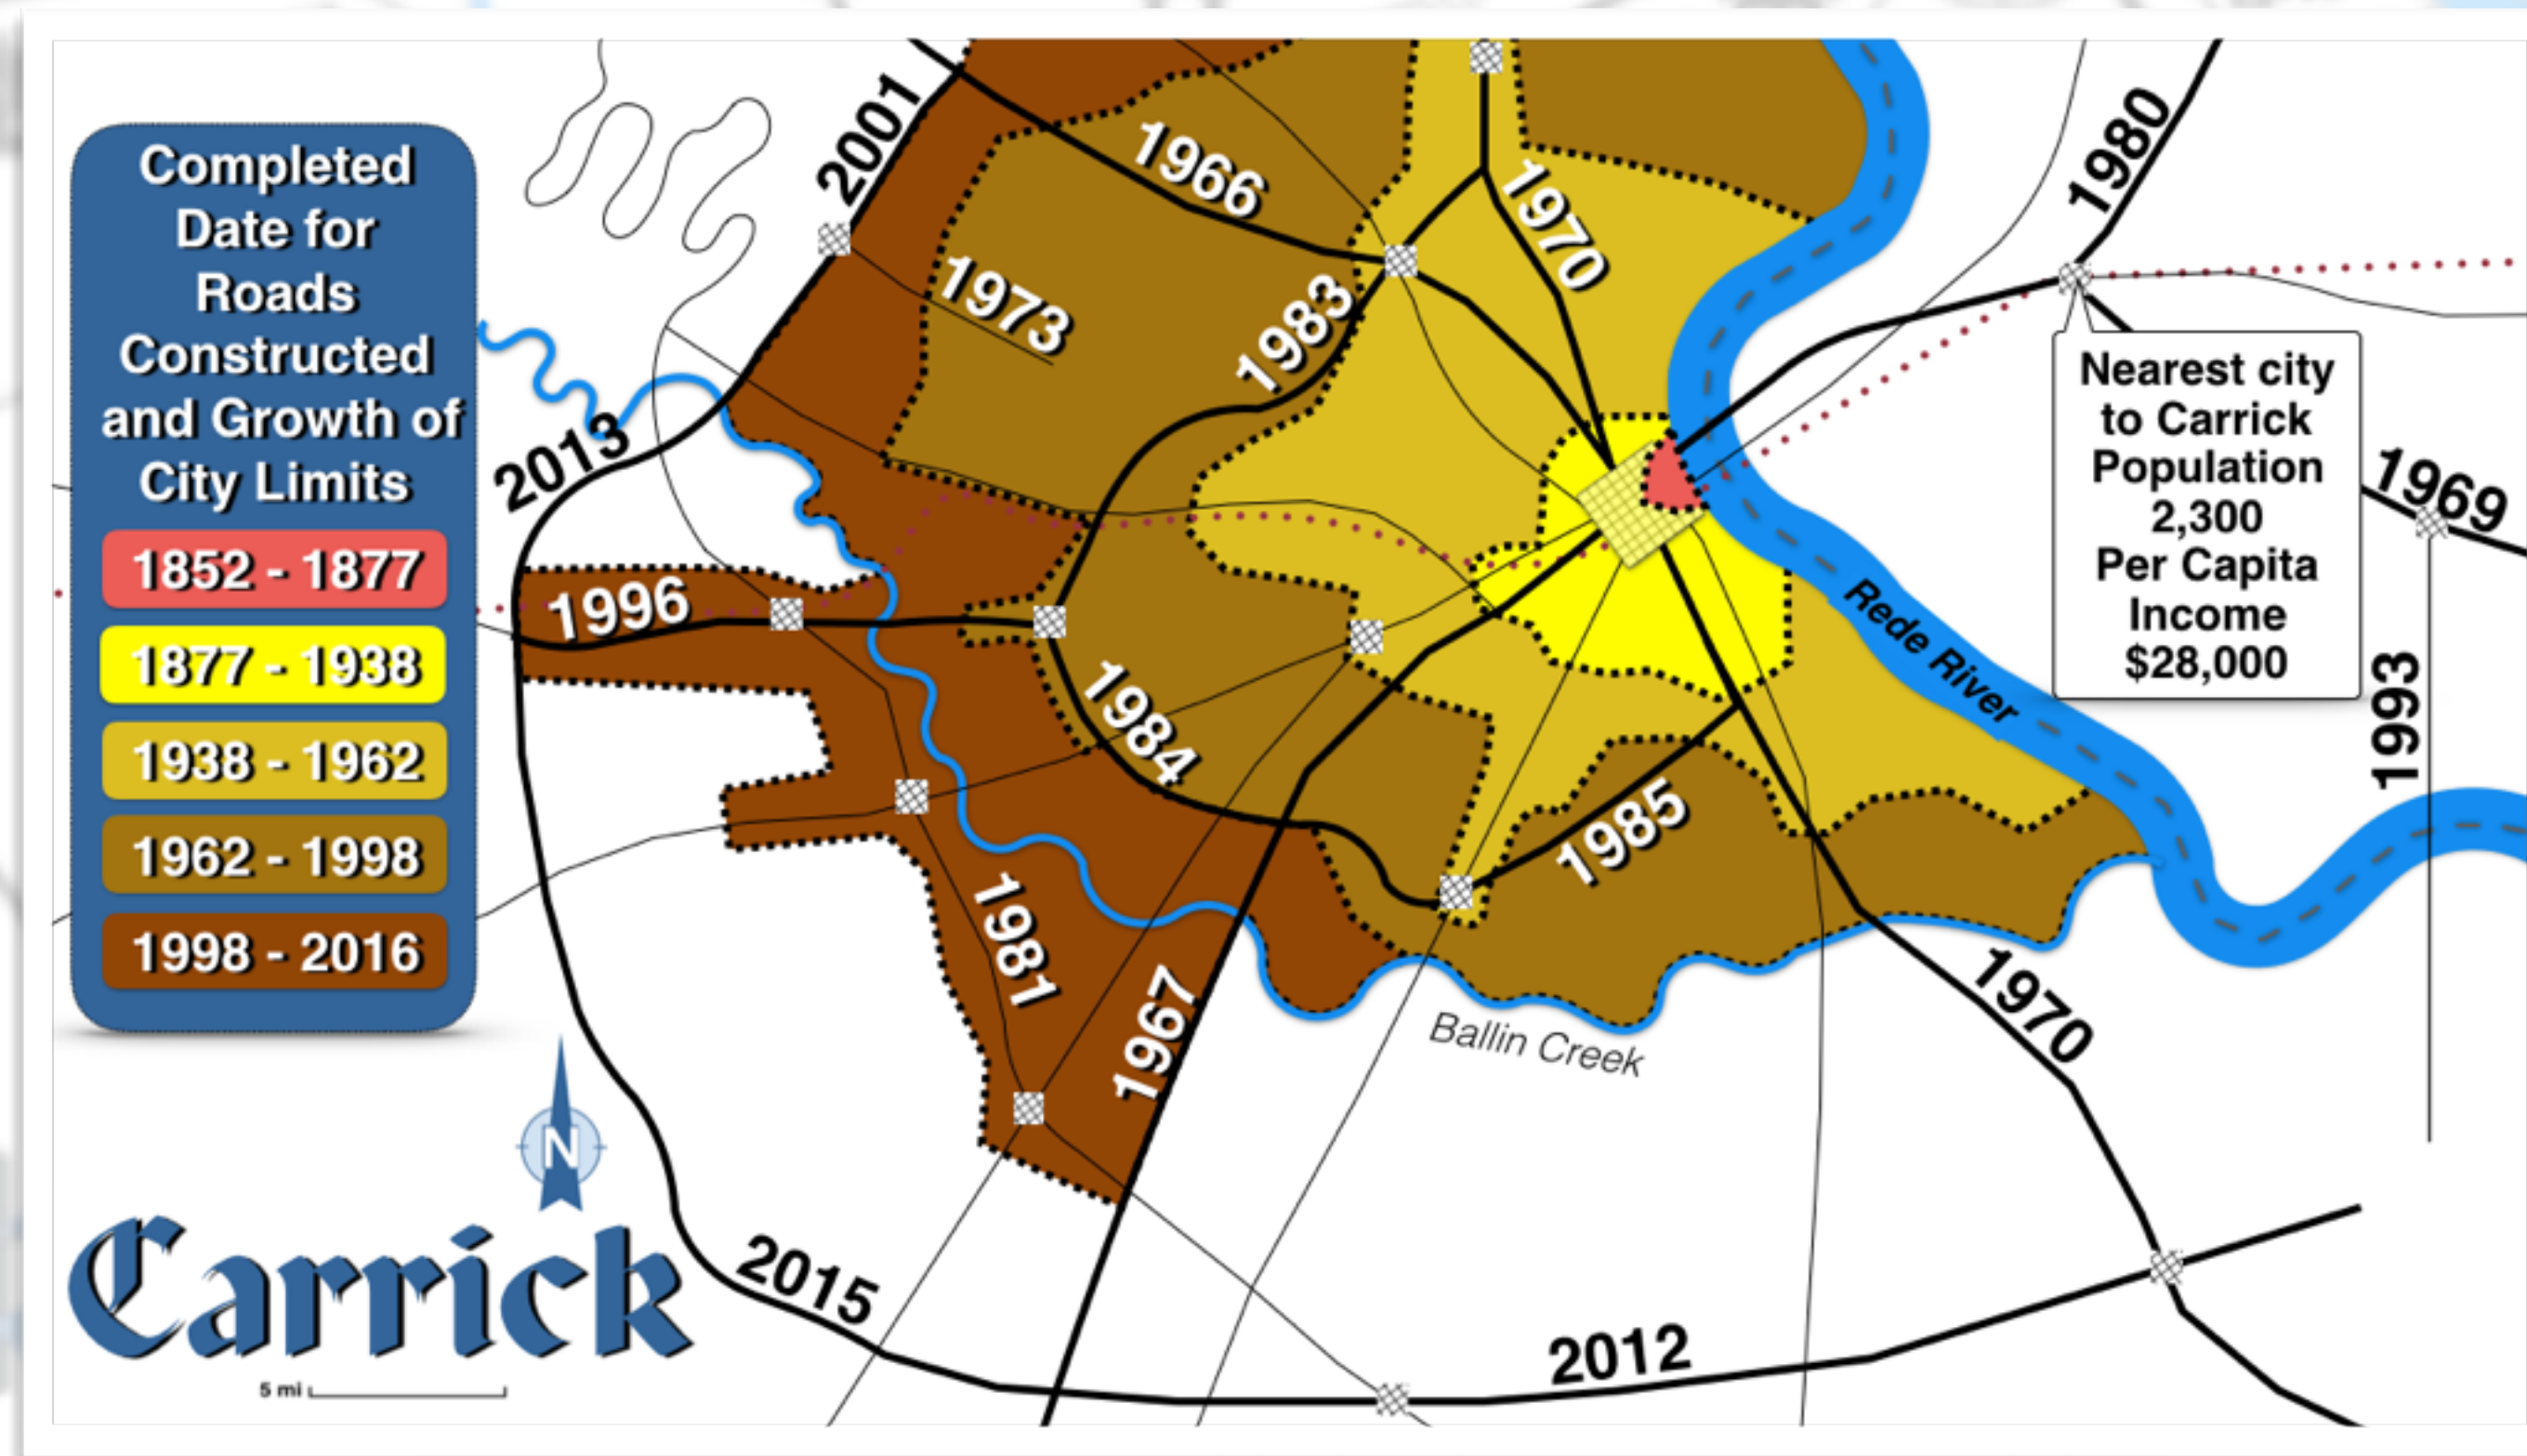 Completed
Date for
Roads
Constructed
and Growth of
City Limits
1852 - 1877
1877 - 1938
1938 - 1962
1962 - 1998
1998 - 2016
N
Carrick
5 mi
2001
1966
1970
1980
1973
1983
2013
1996
1984
1985
1981
1967
1970
2015
2012
Rede River
Ballin Creek
Nearest city
to Carrick
Population
2,300
Per Capita
Income
$28,000
1969
1993